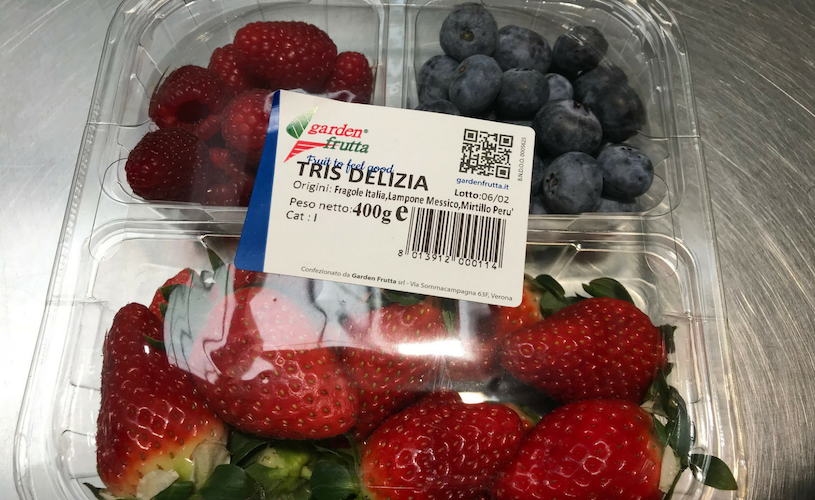 garden®
frutta
Fruit to feel good
TRIS DELIZIA
gardenfrutta.it
B.N.D.O.O. 0005623
Origini: Fragole Italia,Lampone Messico,Mirtillo Peru'
Lotto:06/02
Peso netto:400g e
Cat : I
8 013912 000114
Confezionato da Garden Frutta srl - Via Sommacampagna 63F, Verona